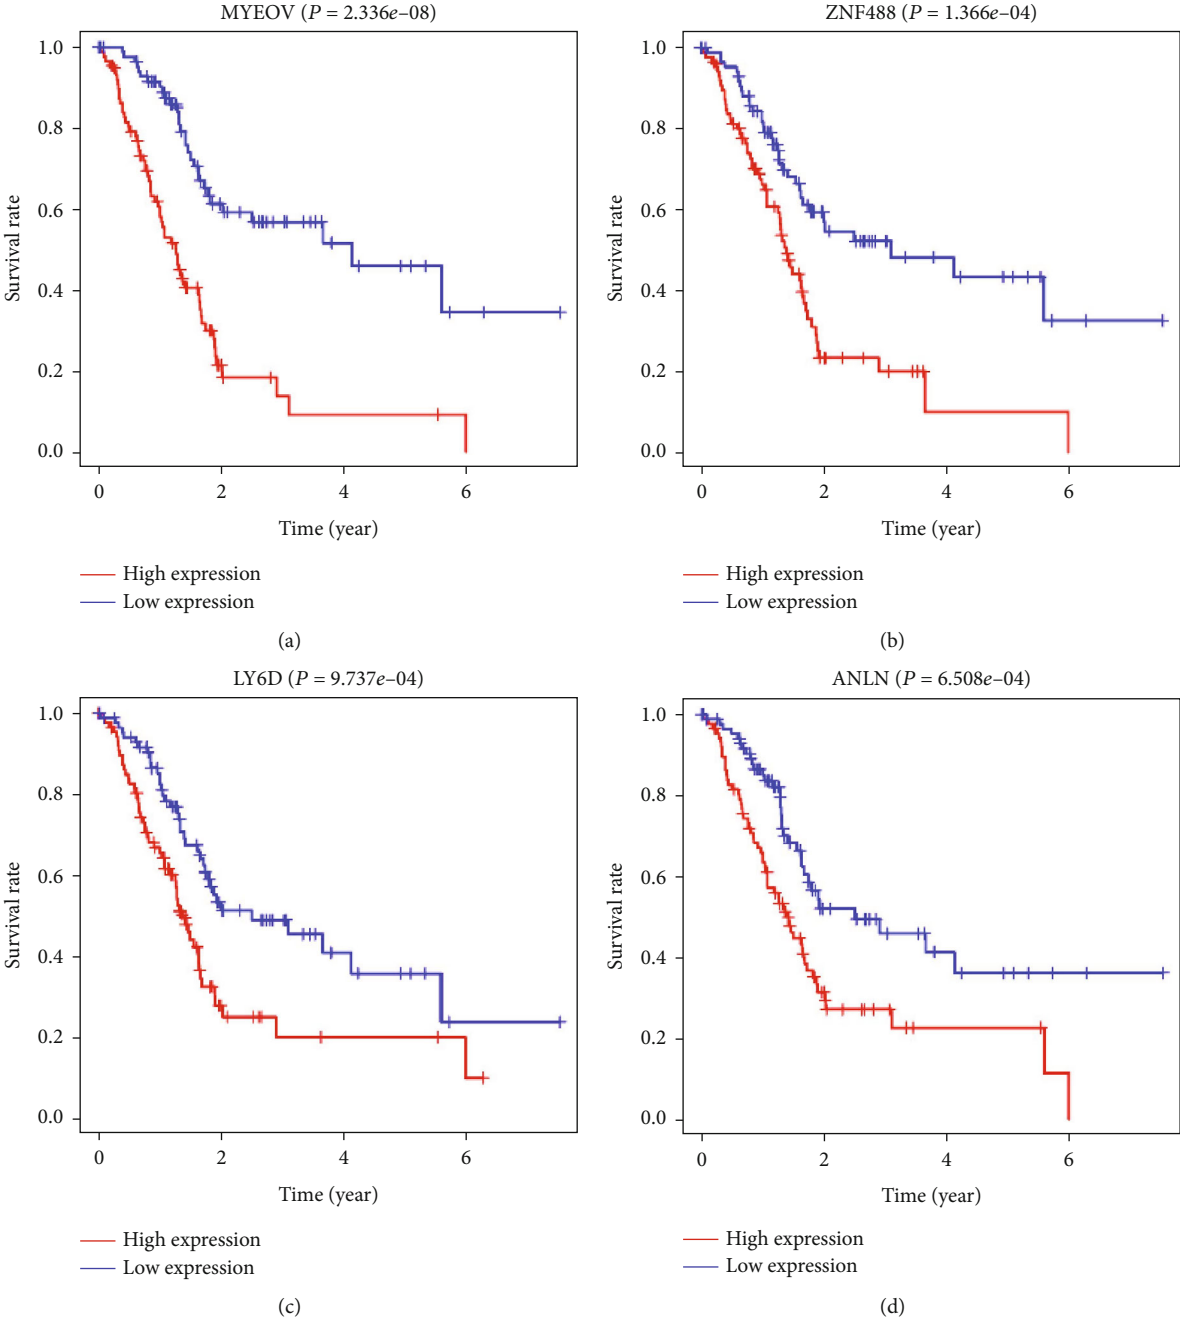 MYEOV (P = 2.336e–08)
Survival rate
1.0
0.8
0.6
0.4
0.2
0.0
0 2 4 6
Time (year)
High expression
Low expression
(a)
ZNF488 (P = 1.366e–04)
Survival rate
1.0
0.8
0.6
0.4
0.2
0.0
0 2 4 6
Time (year)
High expression
Low expression
(b)
LY6D (P = 9.737e–04)
Survival rate
1.0
0.8
0.6
0.4
0.2
0.0
0 2 4 6
Time (year)
High expression
Low expression
(c)
ANLN (P = 6.508e–04)
Survival rate
1.0
0.8
0.6
0.4
0.2
0.0
0 2 4 6
Time (year)
High expression
Low expression
(d)